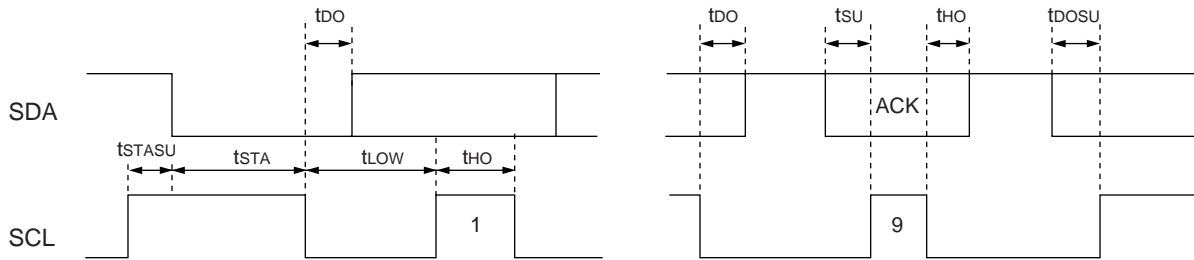 tDO tDO tSU tHO tDOSU
SDA ACK
tSTASU tSTA tLOW tHO
SCL 1 9